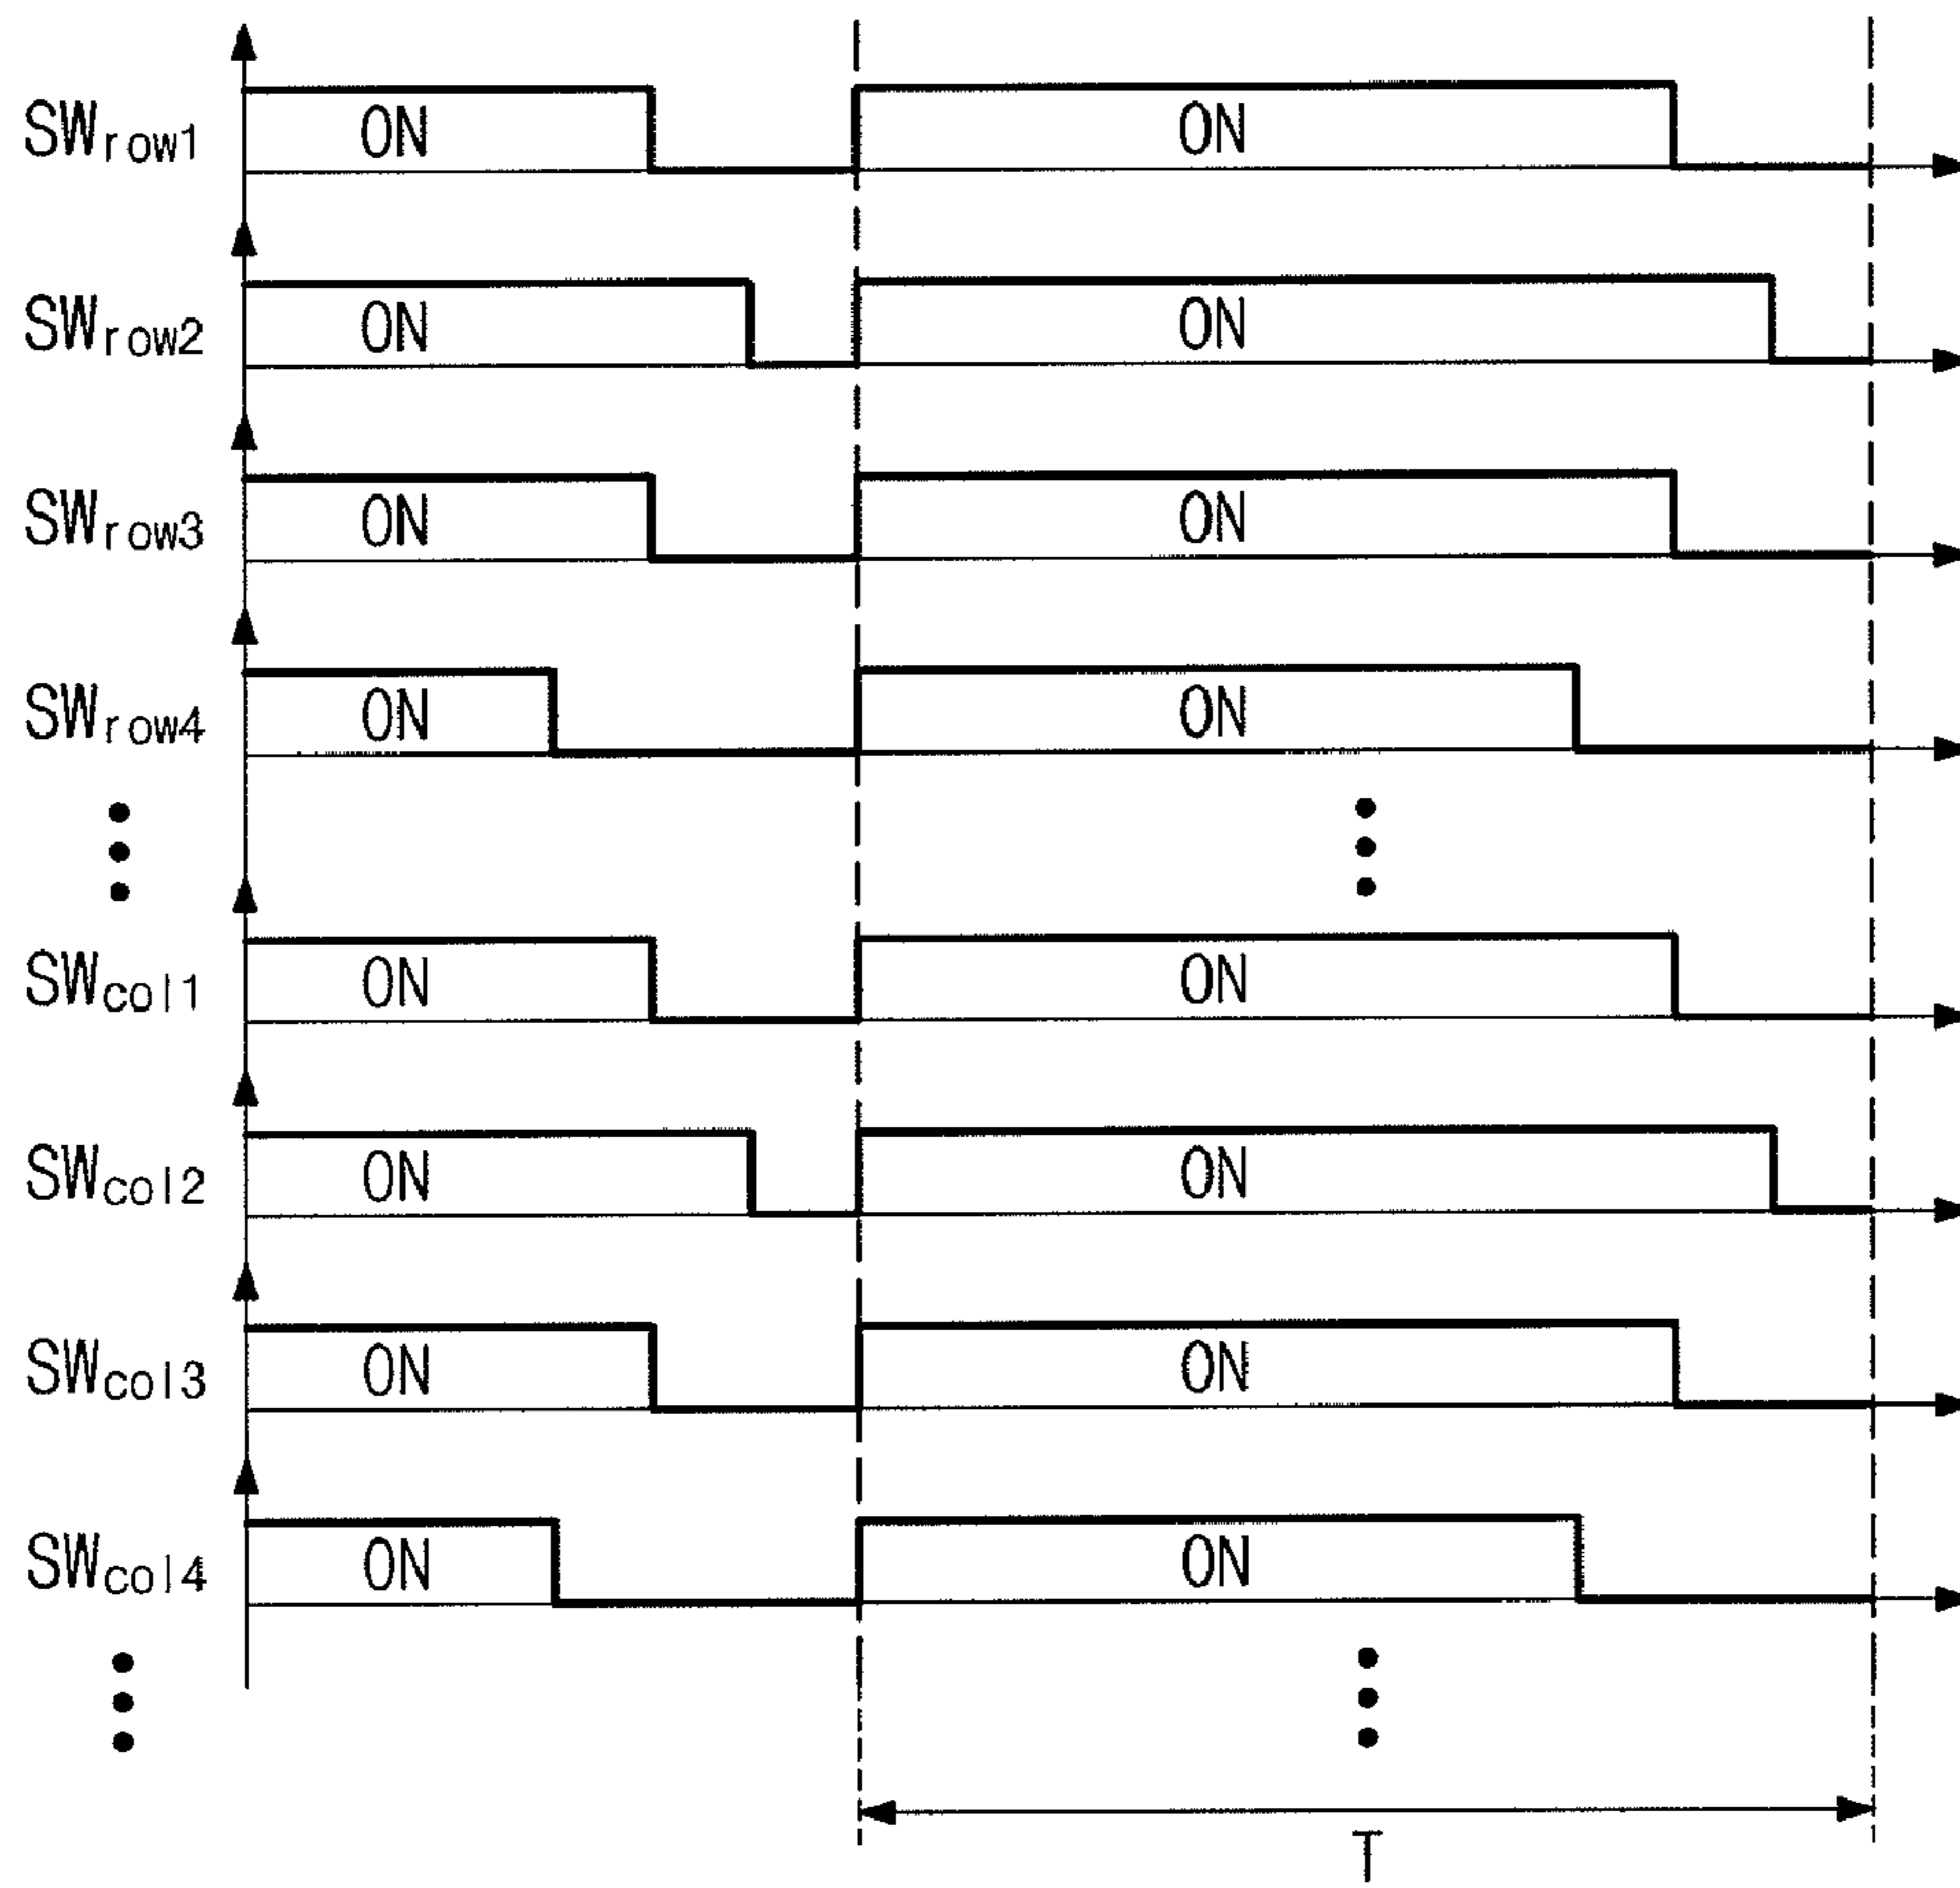 SWrow1 ON ON
SWrow2 ON ON
SWrow3 ON ON
SWrow4 ON ON
SWcol1 ON ON
SWcol2 ON ON
SWcol3 ON ON
SWcol4 ON ON
T